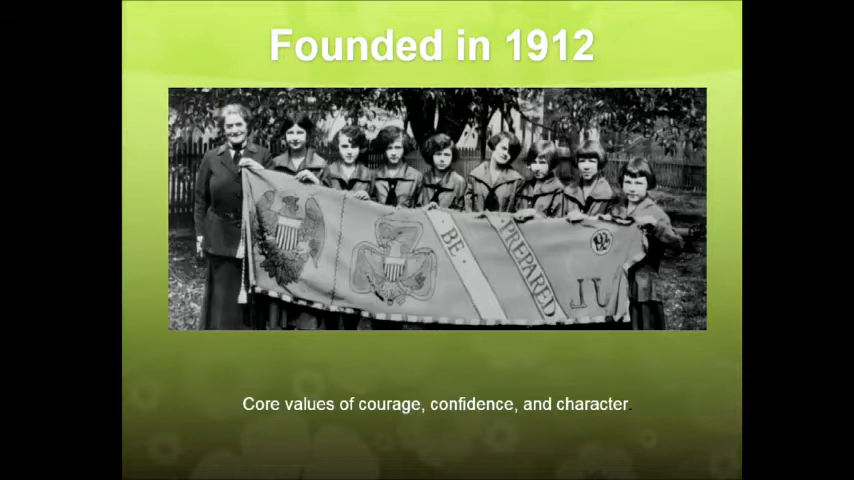 Founded in 1912
BE
PREPARED
Core values of courage, confidence, and character.